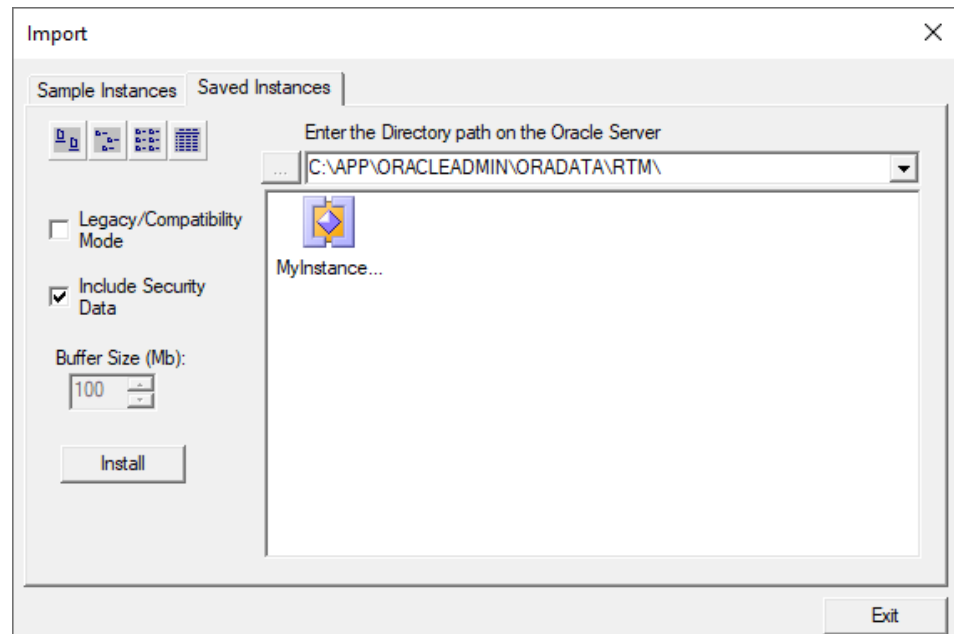 Import
Sample Instances
Saved Instances
Enter the Directory path on the Oracle Server
...
C:\APP\ORACLEADMIN\ORADATA\RTM\
Legacy/Compatibility
Mode
MyInstance...
Include Security
Data
Buffer Size (Mb):
100
Install
Exit